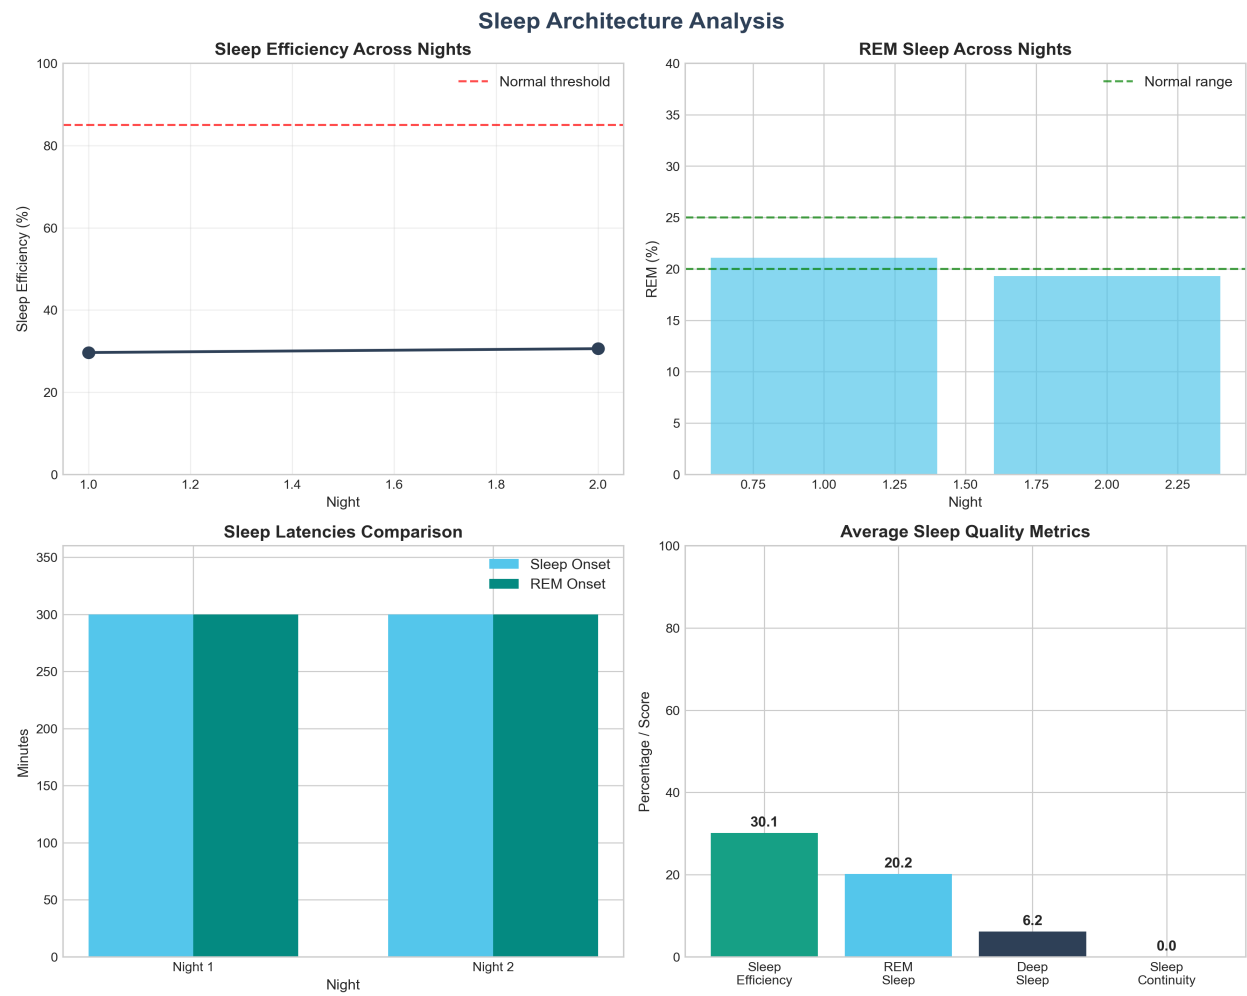 Sleep Architecture Analysis
Sleep Efficiency Across Nights
Sleep Efficiency (%)
100
80
60
40
20
0
Normal threshold
1.0 1.2 1.4 1.6 1.8 2.0
Night
REM Sleep Across Nights
REM (%)
40
35
30
25
20
15
10
5
0
Normal range
0.75 1.00 1.25 1.50 1.75 2.00 2.25
Night
Sleep Latencies Comparison
Minutes
350
300
250
200
150
100
50
0
Sleep Onset
REM Onset
Night 1 Night 2
Night
Average Sleep Quality Metrics
Percentage / Score
100
80
60
40
20
0
30.1
20.2
6.2
0.0
Sleep
Efficiency
REM
Sleep
Deep
Sleep
Sleep
Continuity